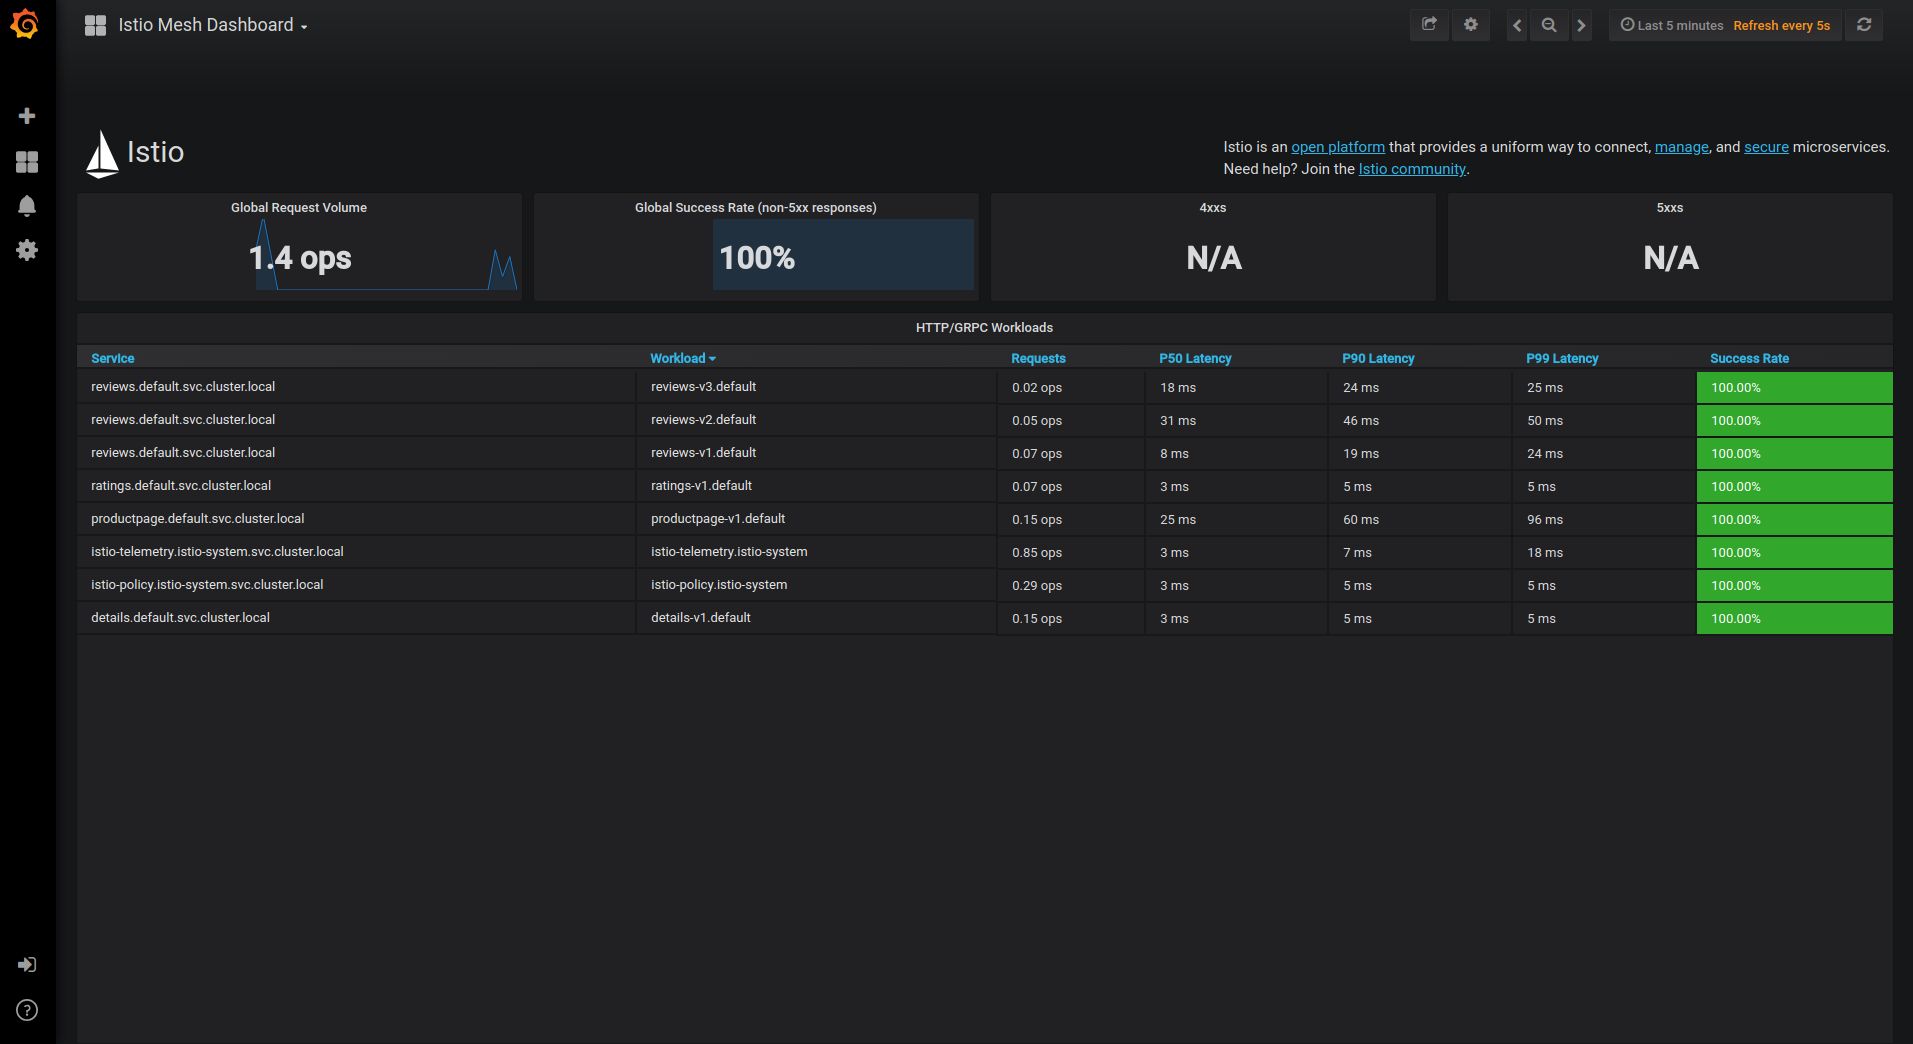 Istio Mesh Dashboard
Last 5 minutes Refresh every 5s
Istio
Istio is an open platform that provides a uniform way to connect, manage, and secure microservices.
Need help? Join the Istio community.
Global Request Volume
1.4 ops
Global Success Rate (non-5xx responses)
100%
4xxs
N/A
5xxs
N/A
HTTP/GRPC Workloads
Service Workload Requests P50 Latency P90 Latency P99 Latency Success Rate
reviews.default.svc.cluster.local reviews-v3.default 0.02 ops 18 ms 24 ms 25 ms 100.00%
reviews.default.svc.cluster.local reviews-v2.default 0.05 ops 31 ms 46 ms 50 ms 100.00%
reviews.default.svc.cluster.local reviews-v1.default 0.07 ops 8 ms 19 ms 24 ms 100.00%
ratings.default.svc.cluster.local ratings-v1.default 0.07 ops 3 ms 5 ms 5 ms 100.00%
productpage.default.svc.cluster.local productpage-v1.default 0.15 ops 25 ms 60 ms 96 ms 100.00%
istio-telemetry.istio-system.svc.cluster.local istio-telemetry.istio-system 0.85 ops 3 ms 7 ms 18 ms 100.00%
istio-policy.istio-system.svc.cluster.local istio-policy.istio-system 0.29 ops 3 ms 5 ms 5 ms 100.00%
details.default.svc.cluster.local details-v1.default 0.15 ops 3 ms 5 ms 5 ms 100.00%